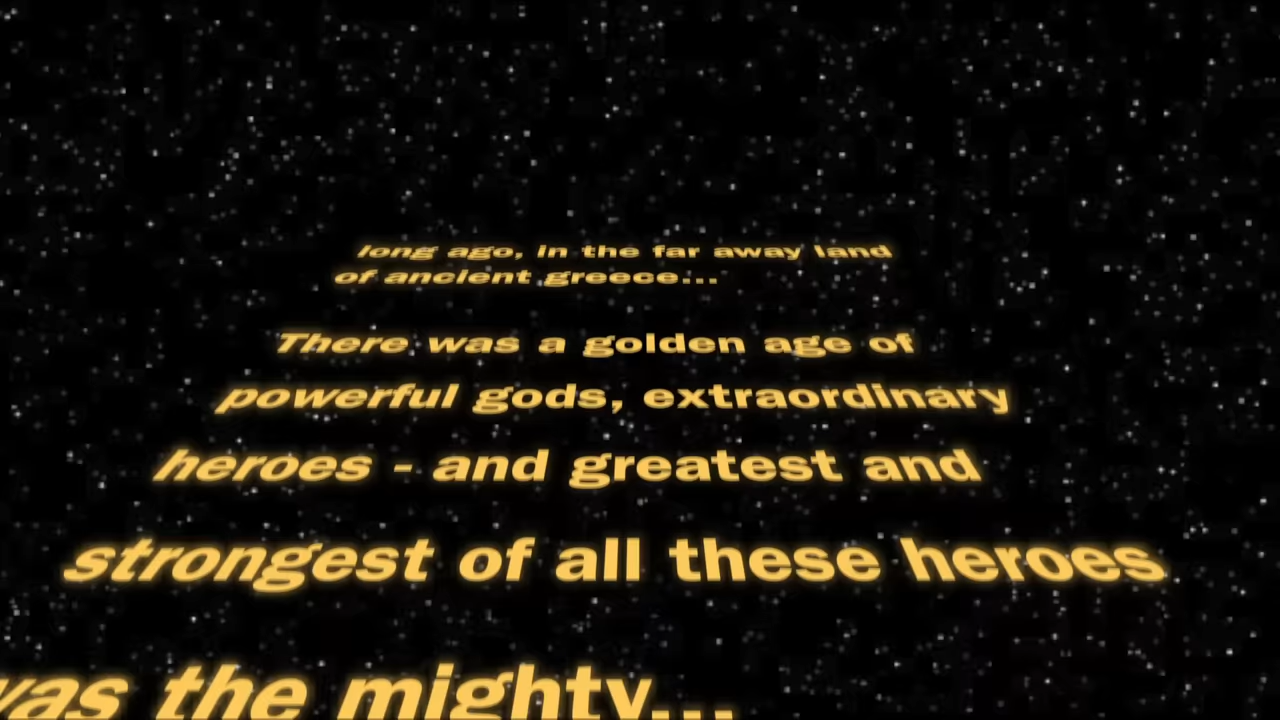 long ago, in the far away land
of ancient greece...
There was a golden age of
powerful gods, extraordinary
heroes - and greatest and
strongest of all these heroes
was the mighty...